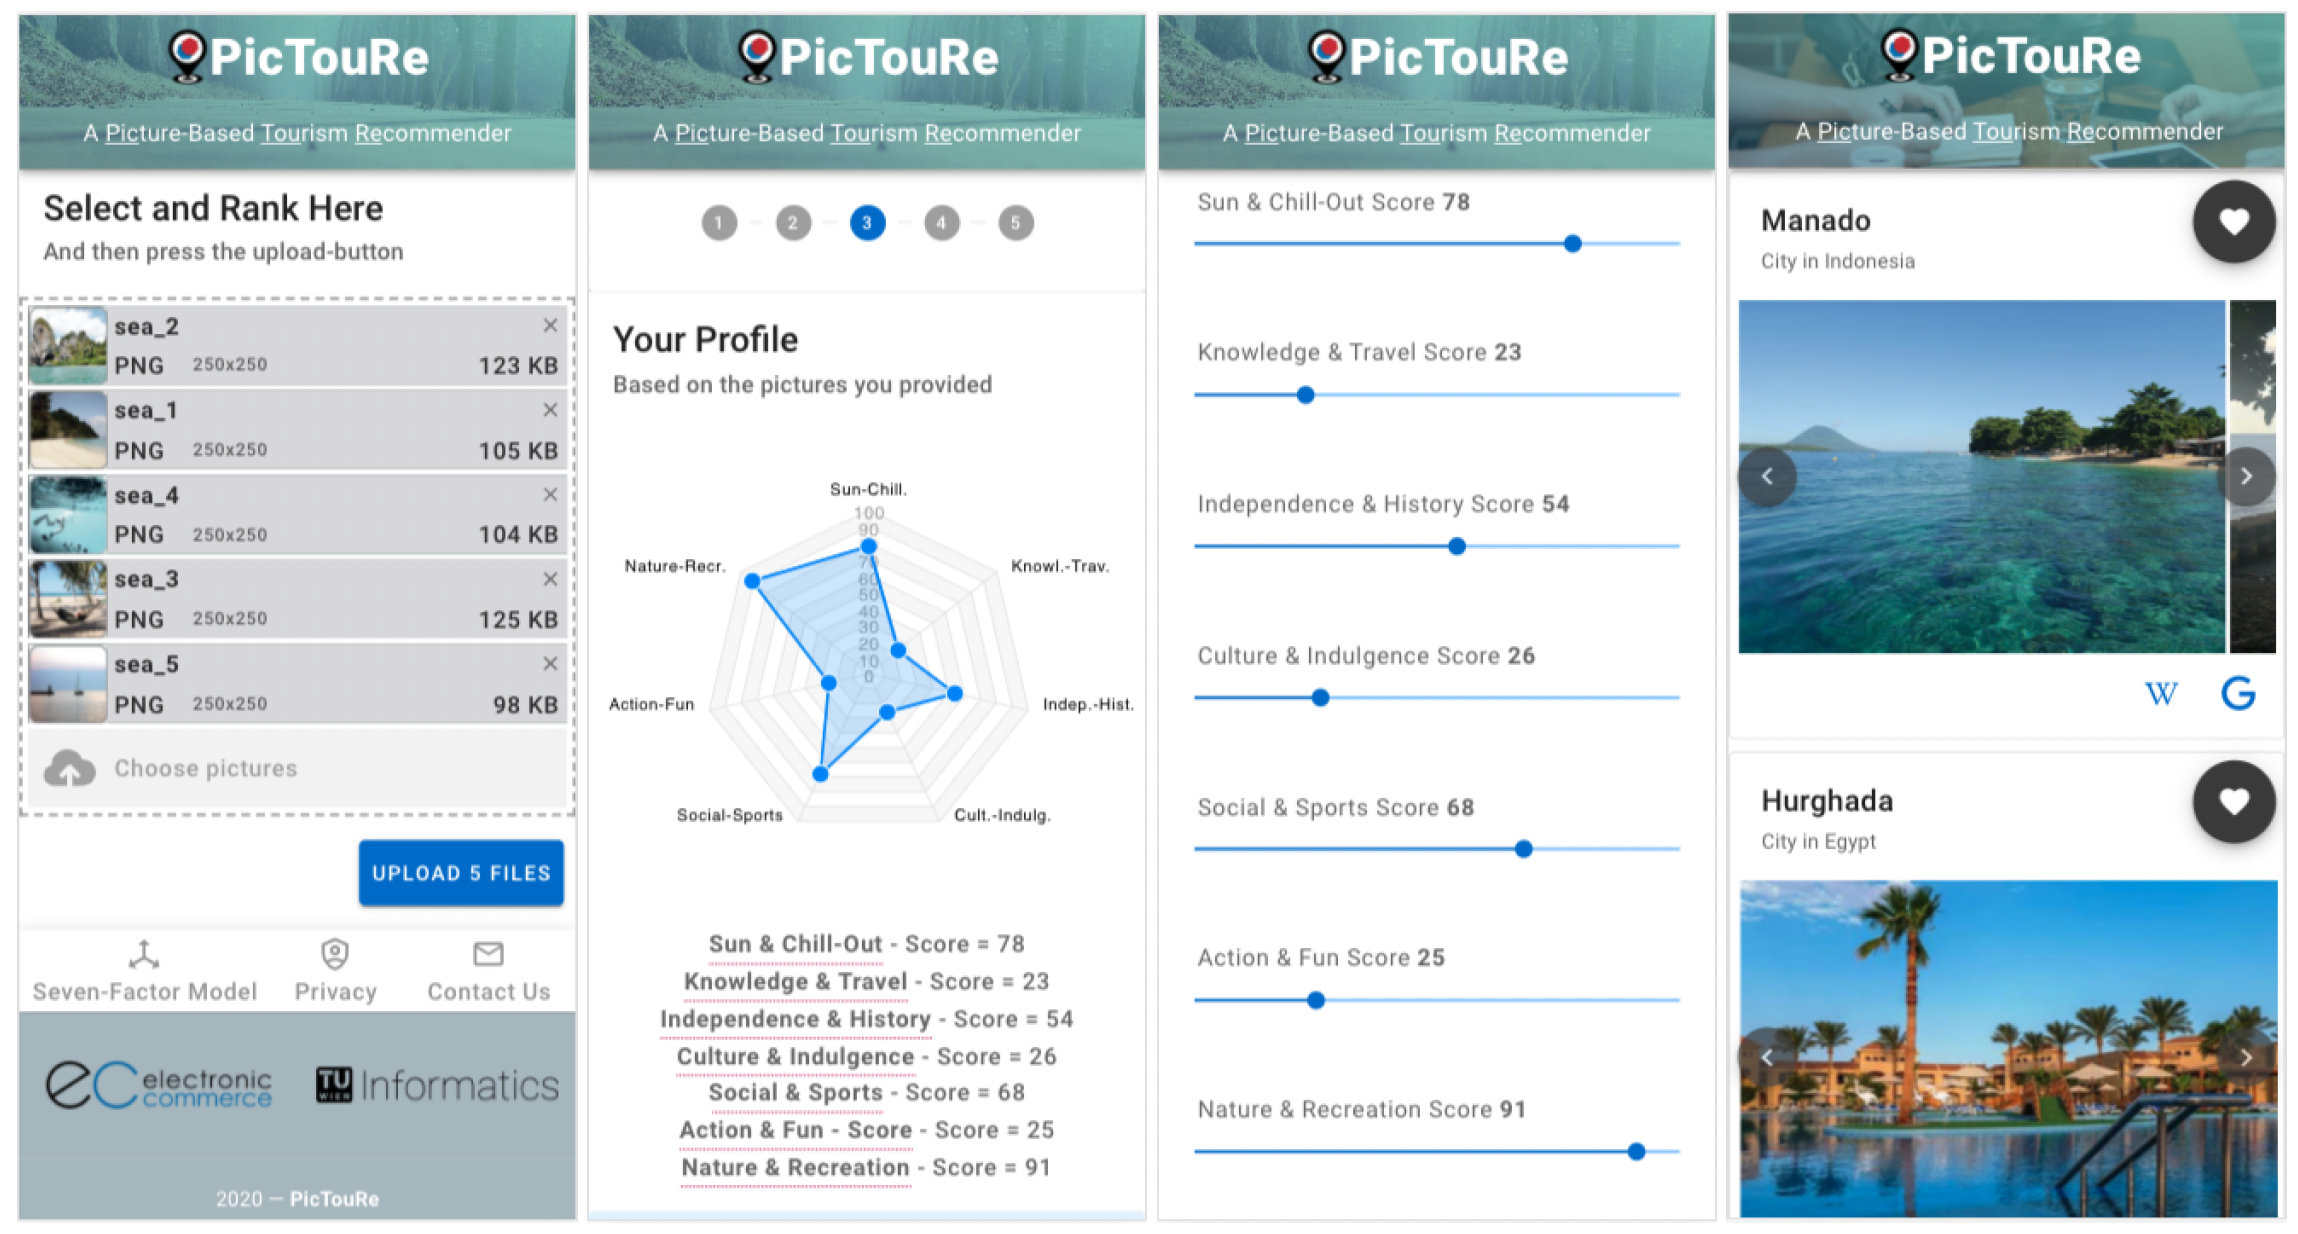 PicTouRe
A Picture-Based Tourism Recommender
Select and Rank Here
And then press the upload-button
sea_2
PNG 250x250 123 KB
sea_1
PNG 250x250 105 KB
sea_4
PNG 250x250 104 KB
sea_3
PNG 250x250 125 KB
sea_5
PNG 250x250 98 KB
Choose pictures
UPLOAD 5 FILES
Seven-Factor Model Privacy Contact Us
eC electronic commerce
TU WIEN Informatics
2020 — PicTouRe
PicTouRe
A Picture-Based Tourism Recommender
1 2 3 4 5
Your Profile
Based on the pictures you provided
Sun-Chill.
100
90
70
60
50
40
30
20
10
0
Nature-Recr.
Knowl.-Trav.
Action-Fun
Indep.-Hist.
Social-Sports
Cult.-Indulg.
Sun & Chill-Out - Score = 78
Knowledge & Travel - Score = 23
Independence & History - Score = 54
Culture & Indulgence - Score = 26
Social & Sports - Score = 68
Action & Fun - Score - Score = 25
Nature & Recreation - Score = 91
PicTouRe
A Picture-Based Tourism Recommender
Sun & Chill-Out Score 78
Knowledge & Travel Score 23
Independence & History Score 54
Culture & Indulgence Score 26
Social & Sports Score 68
Action & Fun Score 25
Nature & Recreation Score 91
PicTouRe
A Picture-Based Tourism Recommender
Manado
City in Indonesia
W G
Hurghada
City in Egypt